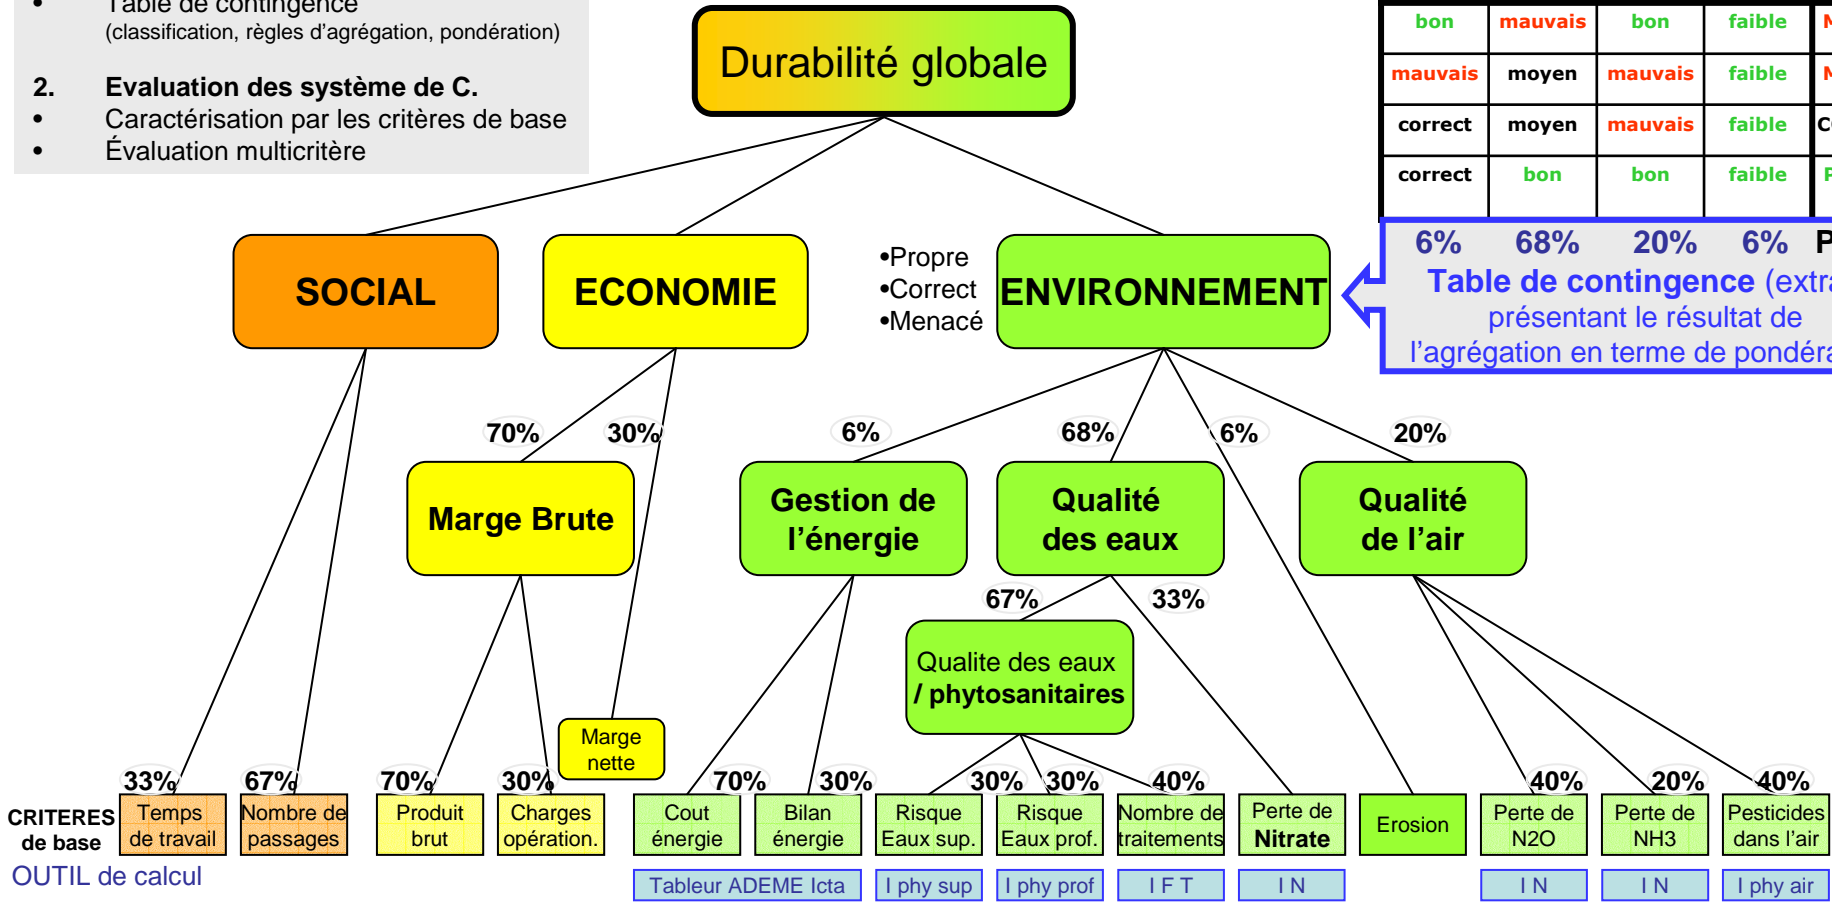 • Table de contingence
(classification, règles d’agrégation, pondération)
2. Evaluation des système de C.
• Caractérisation par les critères de base
• Évaluation multicritère
Durabilité globale
bon mauvais bon faible
mauvais moyen mauvais faible
correct moyen mauvais faible
correct bon bon faible
6% 68% 20% 6%
Table de contingence
présentant le résultat de
l’agrégation en terme de
SOCIAL
ECONOMIE
•Propre
•Correct
•Menacé
ENVIRONNEMENT
70% 30% 6% 68% 6% 20%
Marge Brute
Gestion de
l’énergie
Qualité
des eaux
Qualité
de l’air
67% 33%
Qualite des eaux
/ phytosanitaires
Marge
nette
33% 67% 70% 30% 70% 30% 30% 30% 40% 40% 20% 40%
CRITERES
de base
Temps
de travail
Nombre de
passages
Produit
brut
Charges
opération.
Cout
énergie
Bilan
énergie
Risque
Eaux sup.
Risque
Eaux prof.
Nombre de
traitements
Perte de
Nitrate
Erosion
Perte de
N2O
Perte de
NH3
Pesticides
dans l’air
OUTIL de calcul
Tableur ADEME Icta
I phy sup
I phy prof
I F T
I N
I N
I N
I phy air